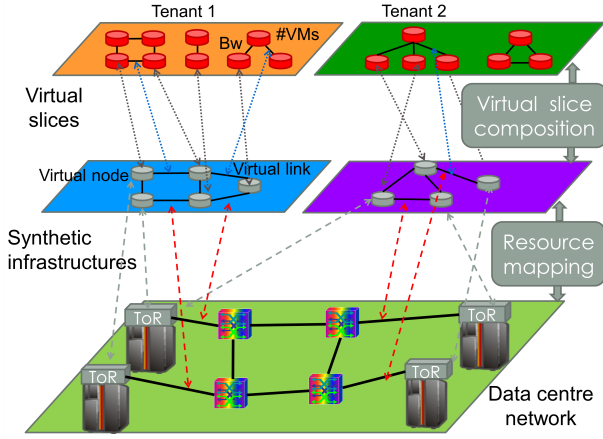 Tenant 1
Tenant 2
Bw
#VMs
Virtual
slices
Virtual slice
composition
Virtual node
Virtual link
Synthetic
infrastructures
Resource
mapping
ToR
ToR
ToR
ToR
Data centre
network